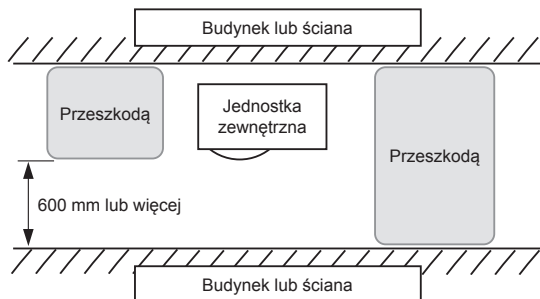 Budynek lub ściana
Przeszkodą
Jednostka
zewnętrzna
Przeszkodą
600 mm lub więcej
Budynek lub ściana